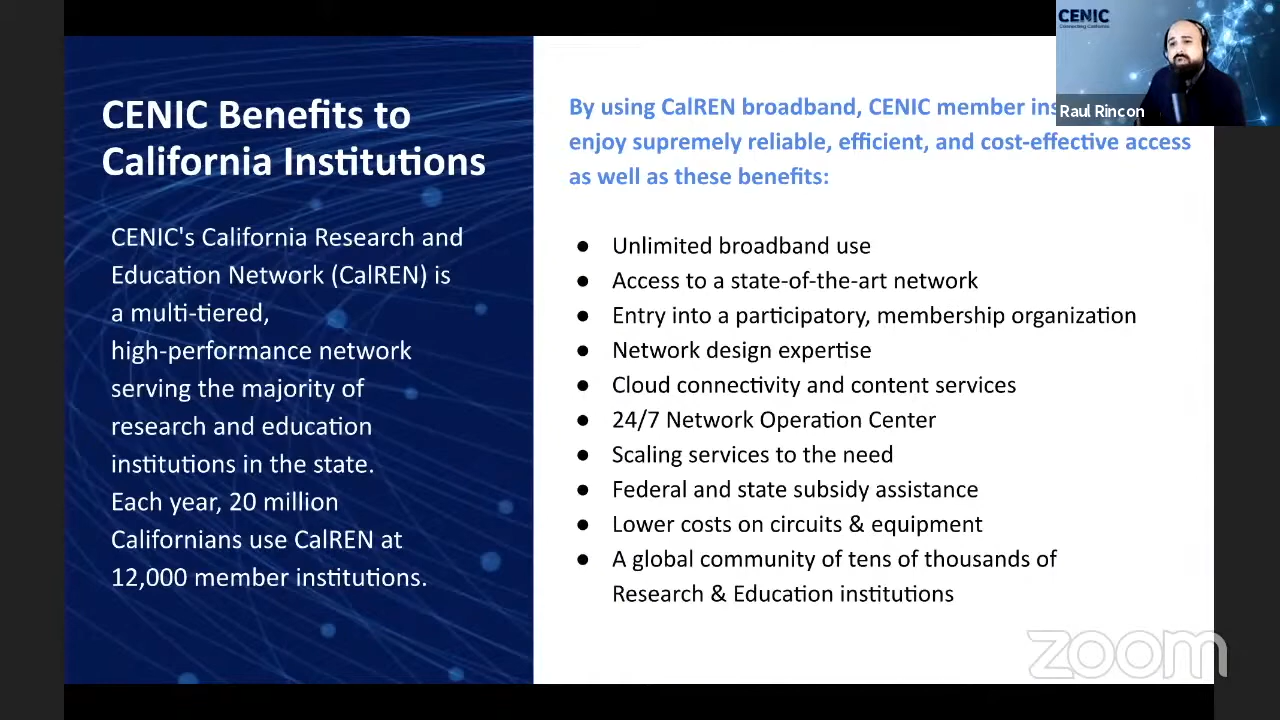 CENIC Benefits to
California Institutions
CENIC's California Research and
Education Network (CalREN) is
a multi-tiered,
high-performance network
serving the majority of
research and education
institutions in the state.
Each year, 20 million
Californians use CalREN at
12,000 member institutions.
By using CalREN broadband, CENIC member
enjoy supremely reliable, efficient, and cost-effective access
as well as these benefits:
● Unlimited broadband use
● Access to a state-of-the-art network
● Entry into a participatory, membership organization
● Network design expertise
● Cloud connectivity and content services
● 24/7 Network Operation Center
● Scaling services to the need
● Federal and state subsidy assistance
● Lower costs on circuits & equipment
● A global community of tens of thousands of
Research & Education institutions
CENIC
Connecting California
Raul Rincon
zoom